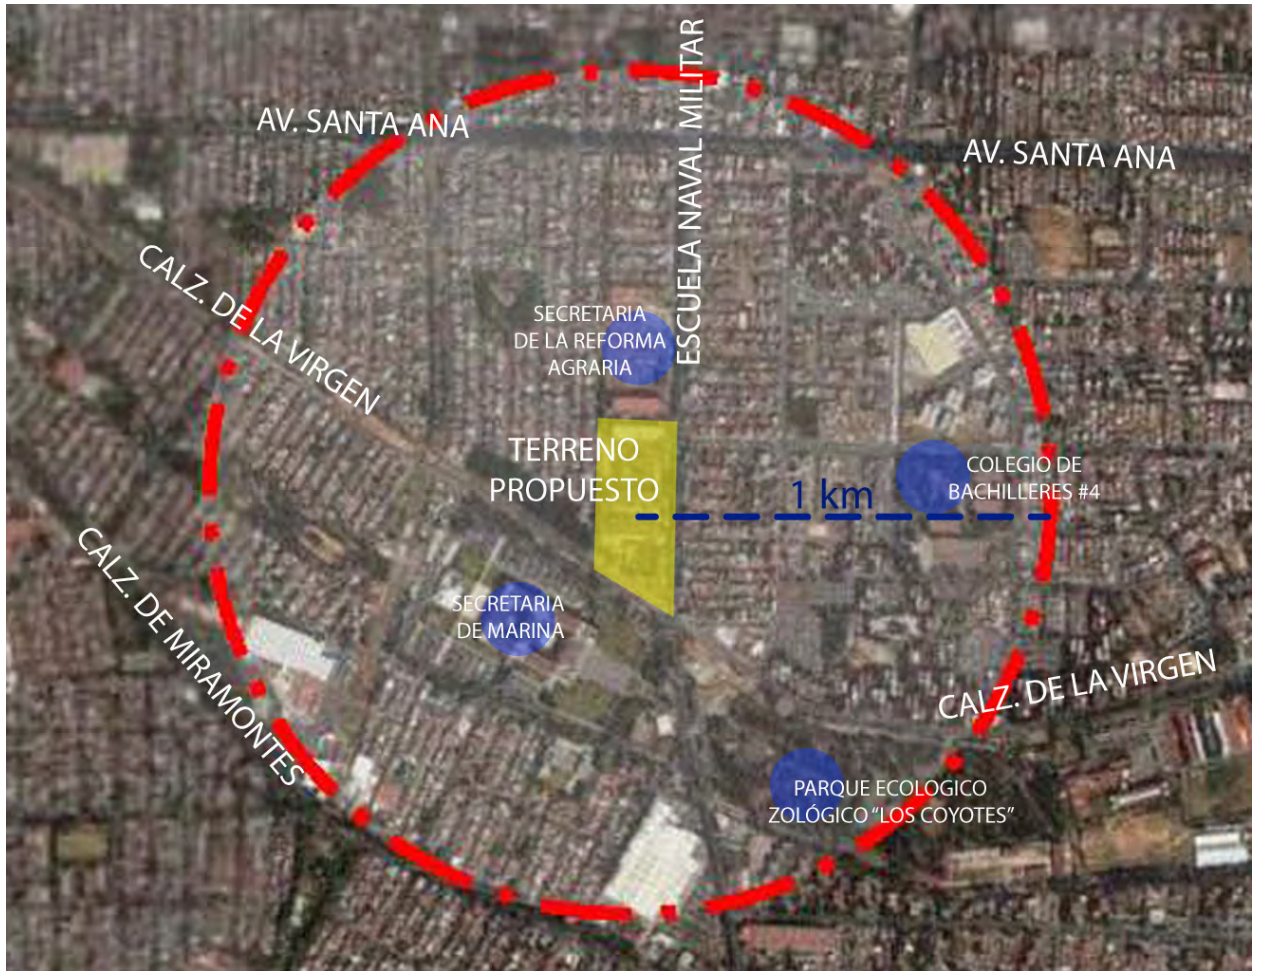 AV. SANTA ANA
ESCUELA NAVAL MILITAR
AV. SANTA ANA
CALZ. DE LA VIRGEN
SECRETARIA
DE LA REFORMA
AGRARIA
TERRENO
PROPUESTO
1 km
COLEGIO DE
BACHILLERES #4
CALZ. DE MIRAMONTES
SECRETARIA
DE MARINA
CALZ. DE LA VIRGEN
PARQUE ECOLOGICO
ZOLÓGICO "LOS COYOTES"